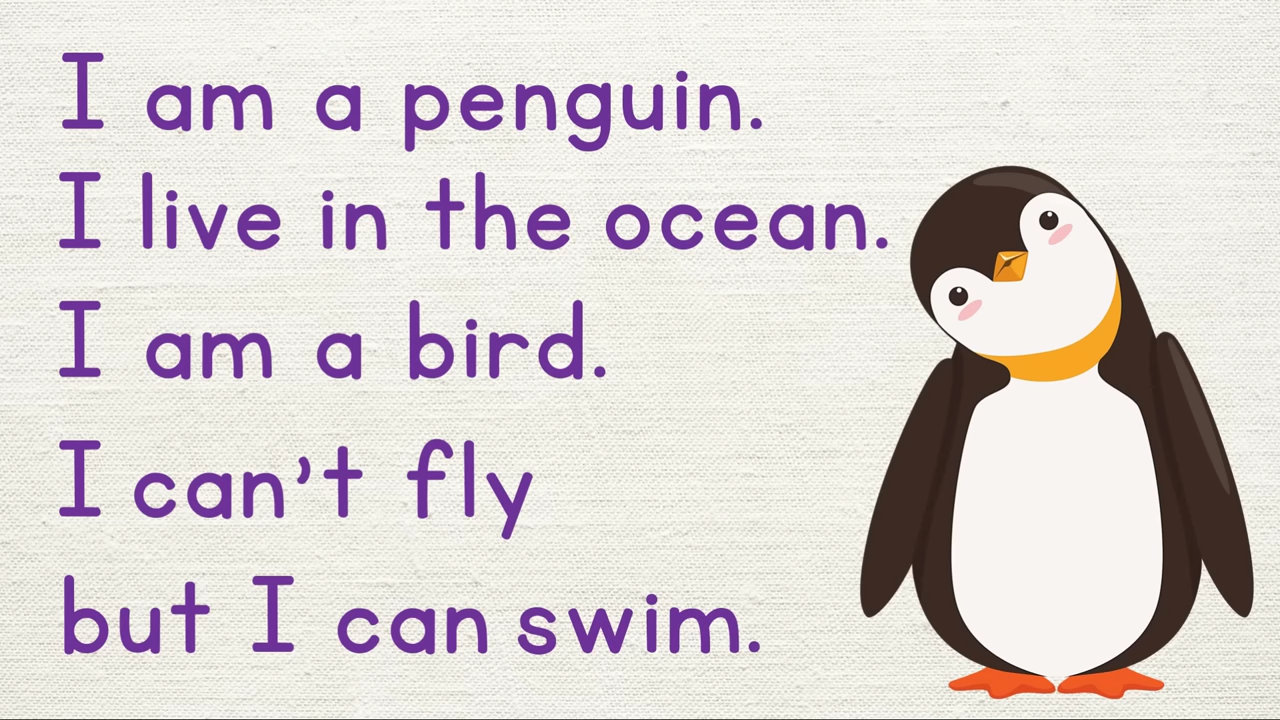 I am a penguin.
I live in the ocean.
I am a bird.
I can’t fly
but I can swim.